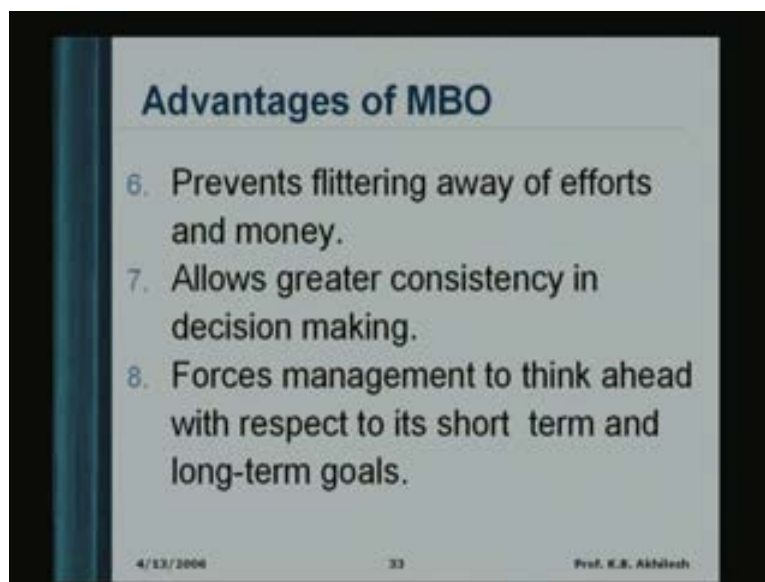 Advantages of MBO
6. Prevents flittering away of efforts
and money.
7. Allows greater consistency in
decision making.
8. Forces management to think ahead
with respect to its short term and
long-term goals.
4/13/2006 33 Prof. K.B. Akhilesh